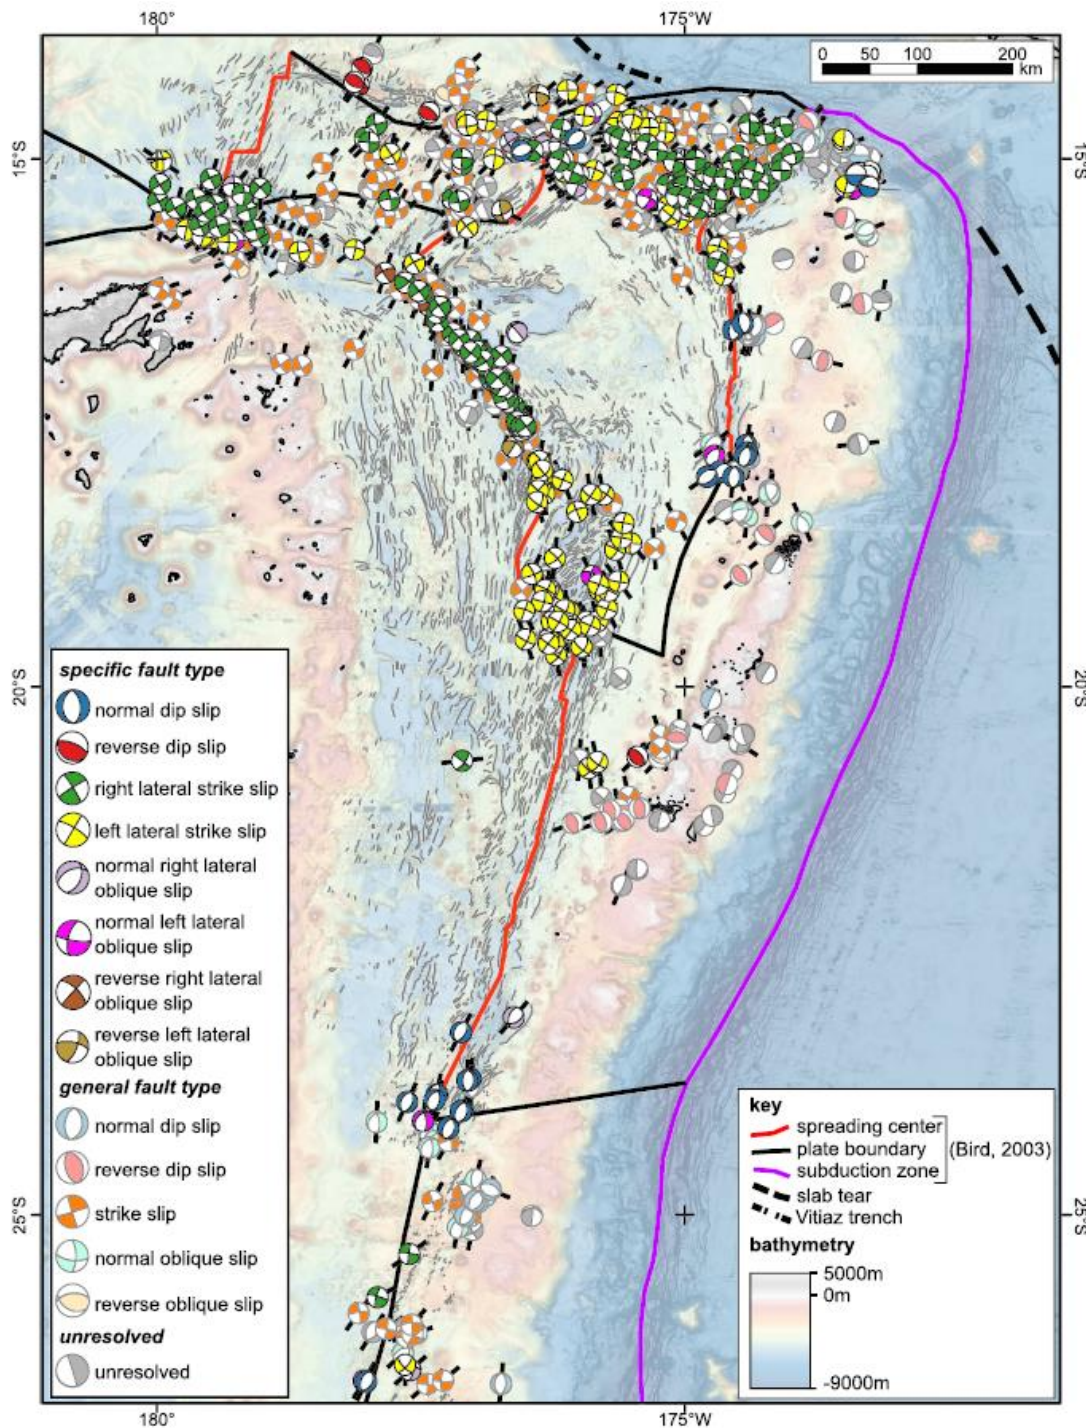 180°
175°W
0 50 100 200
km
15°S
15°S
20°S
20°S
25°S
25°S
specific fault type
normal dip slip
reverse dip slip
right lateral strike slip
left lateral strike slip
normal right lateral
oblique slip
normal left lateral
oblique slip
reverse right lateral
oblique slip
reverse left lateral
oblique slip
general fault type
normal dip slip
reverse dip slip
strike slip
normal oblique slip
reverse oblique slip
unresolved
unresolved
key
spreading center
plate boundary (Bird, 2003)
subduction zone
slab tear
Vitiaz trench
bathymetry
5000m
0m
-9000m
180°
175°W